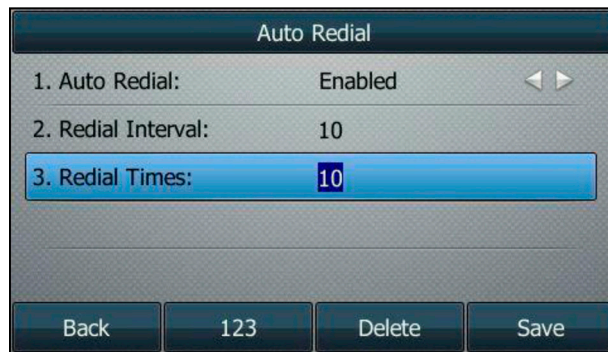 Auto Redial
1. Auto Redial: Enabled
2. Redial Interval: 10
3. Redial Times: 10
Back 123 Delete Save